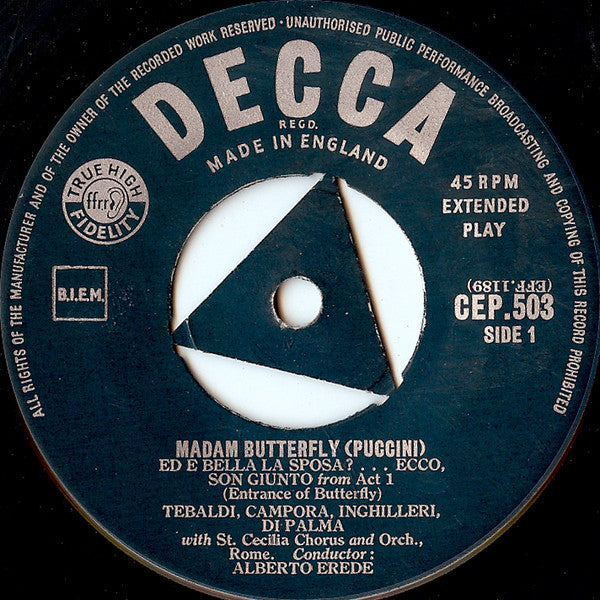 ALL RIGHTS OF THE MANUFACTURER AND OF THE OWNER OF THE RECORDED WORK RESERVED · UNAUTHORISED PUBLIC PERFORMANCE BROADCASTING AND COPYING OF THIS RECORD PROHIBITED
DECCA
REGD.
MADE IN ENGLAND
TRUE HIGH
ffrr
FIDELITY
45 RPM
EXTENDED
PLAY
B.I.E.M.
(EFF.1189)
CEP.503
SIDE 1
MADAM BUTTERFLY (PUCCINI)
ED E BELLA LA SPOSA? . . . ECCO,
SON GIUNTO from Act 1
(Entrance of Butterfly)
TEBALDI, CAMPORA, INGHILLERI,
DI PALMA
with St. Cecilia Chorus and Orch.,
Rome. Conductor :
ALBERTO EREDE